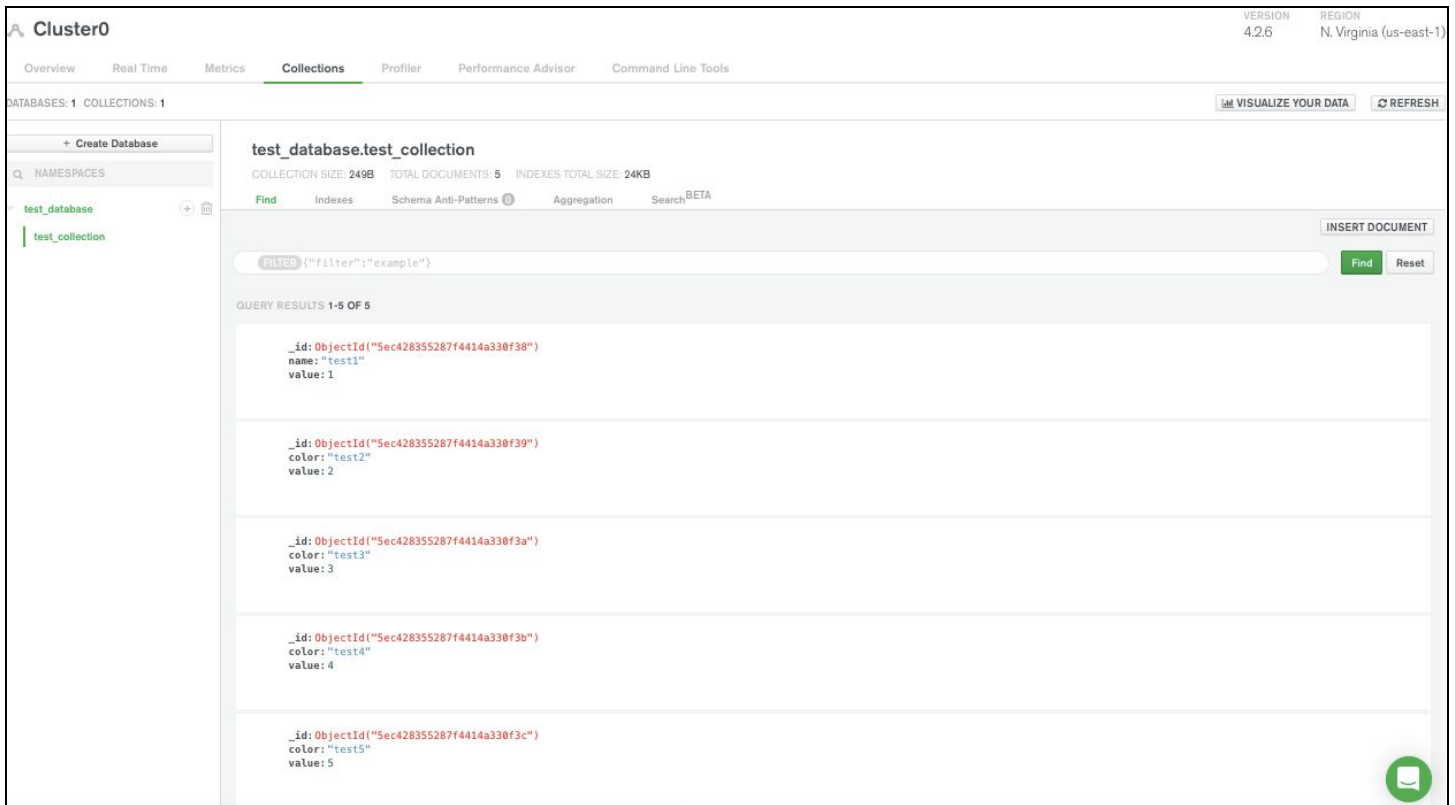 Cluster0
VERSION REGION
4.2.6 N. Virginia (us-east-1)
Overview Real Time Metrics Collections Profiler Performance Advisor Command Line Tools
DATABASES: 1 COLLECTIONS: 1
VISUALIZE YOUR DATA REFRESH
+ Create Database
NAMESPACES
test_database
test_collection
test_database.test_collection
COLLECTION SIZE: 249B TOTAL DOCUMENTS: 5 INDEXES TOTAL SIZE: 24KB
Find Indexes Schema Anti-Patterns 0 Aggregation Search BETA
INSERT DOCUMENT
FILTER {"filter":"example"}
Find Reset
QUERY RESULTS 1-5 OF 5
_id: ObjectId("5ec428355287f4414a330f38")
name: "test1"
value: 1
_id: ObjectId("5ec428355287f4414a330f39")
color: "test2"
value: 2
_id: ObjectId("5ec428355287f4414a330f3a")
color: "test3"
value: 3
_id: ObjectId("5ec428355287f4414a330f3b")
color: "test4"
value: 4
_id: ObjectId("5ec428355287f4414a330f3c")
color: "test5"
value: 5